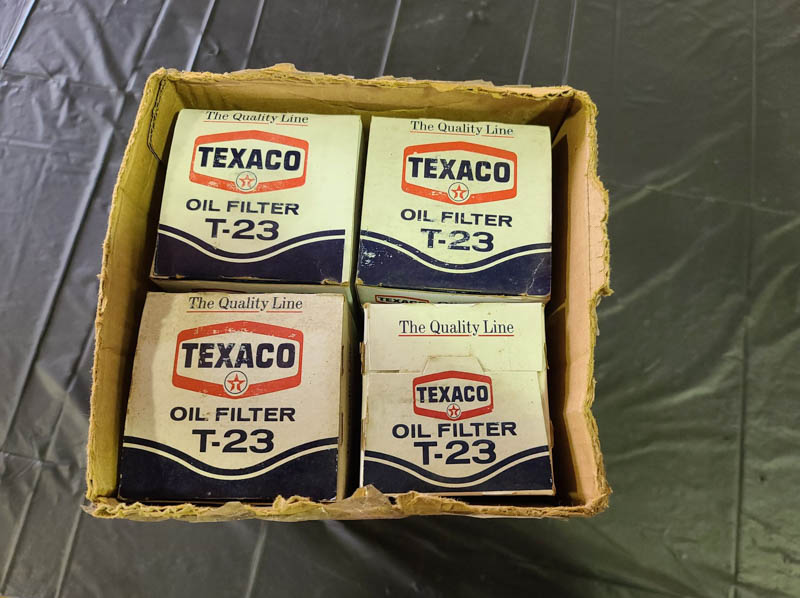 The Quality Line
TEXACO
T
OIL FILTER
T-23
The Quality Line
TEXACO
T
OIL FILTER
T-23
TEXACO
The Quality Line
TEXACO
T
OIL FILTER
T-23
The Quality Line
TEXACO
T
OIL FILTER
T-23